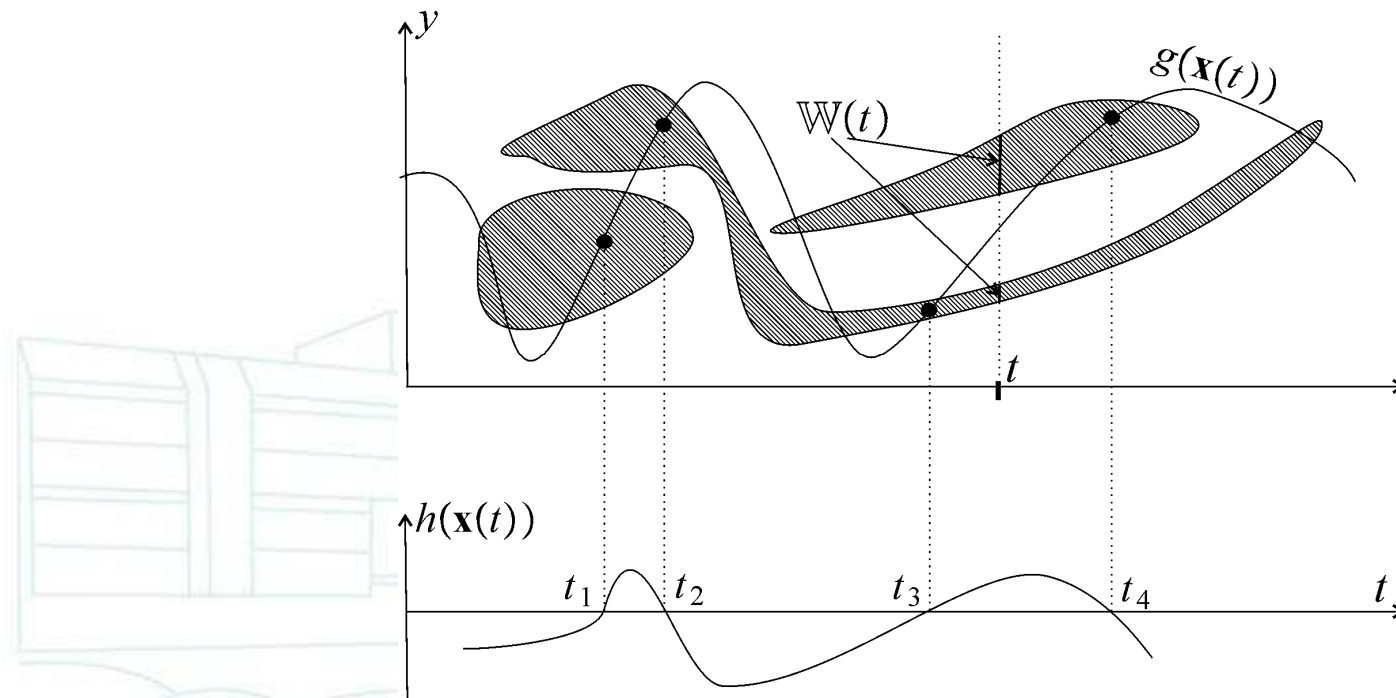 y
g(𝐱(t))
𝕎(t)
t
h(𝐱(t))
t₁ t₂ t₃ t₄ t